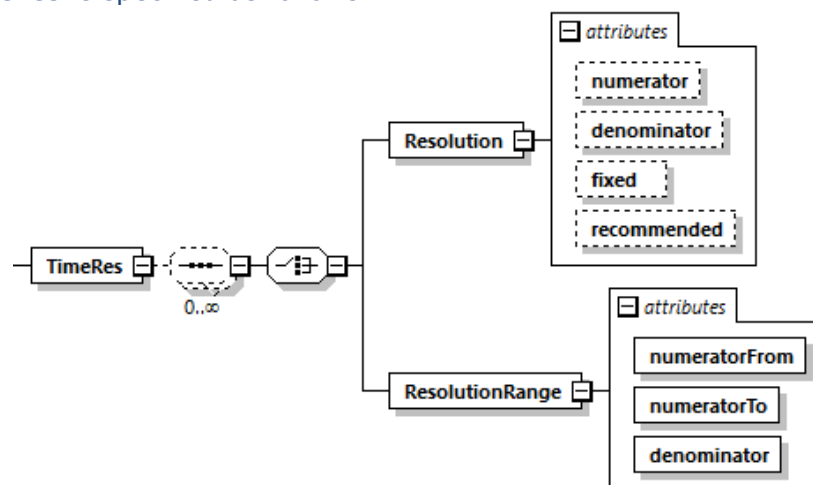 attributes
numerator
denominator
fixed
recommended
Resolution
TimeRes
0..∞
attributes
numeratorFrom
numeratorTo
denominator
ResolutionRange